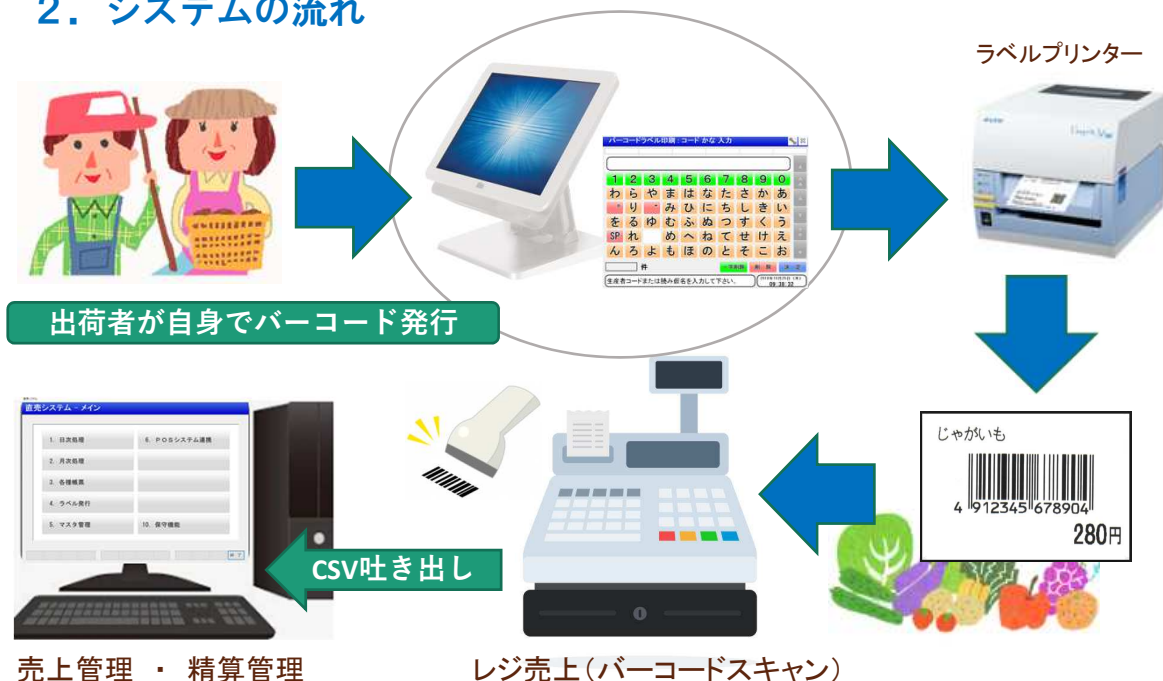 2. システムの流れ
ラベルプリンター
バーコードラベル印刷：コード かな 入力
1 2 3 4 5 6 7 8 9 0
わ ら や ま は な た さ か あ
゛ り ゜ み ひ に ち し き い
を る ゆ む ふ ぬ つ す く う
SP れ め へ ね て せ け え
ん ろ よ も ほ の と そ こ お
件
生産者コードまたは読み仮名を入力して下さい。
09:30:32
出荷者が自身でバーコード発行
直売システム - メイン
1. 日次処理
6. POSシステム連携
2. 月次処理
3. 各種帳票
4. ラベル発行
5. マスタ管理
10. 保守機能
じゃがいも
4 912345 678904
280円
CSV吐き出し
売上管理 ・ 精算管理
レジ売上（バーコードスキャン）